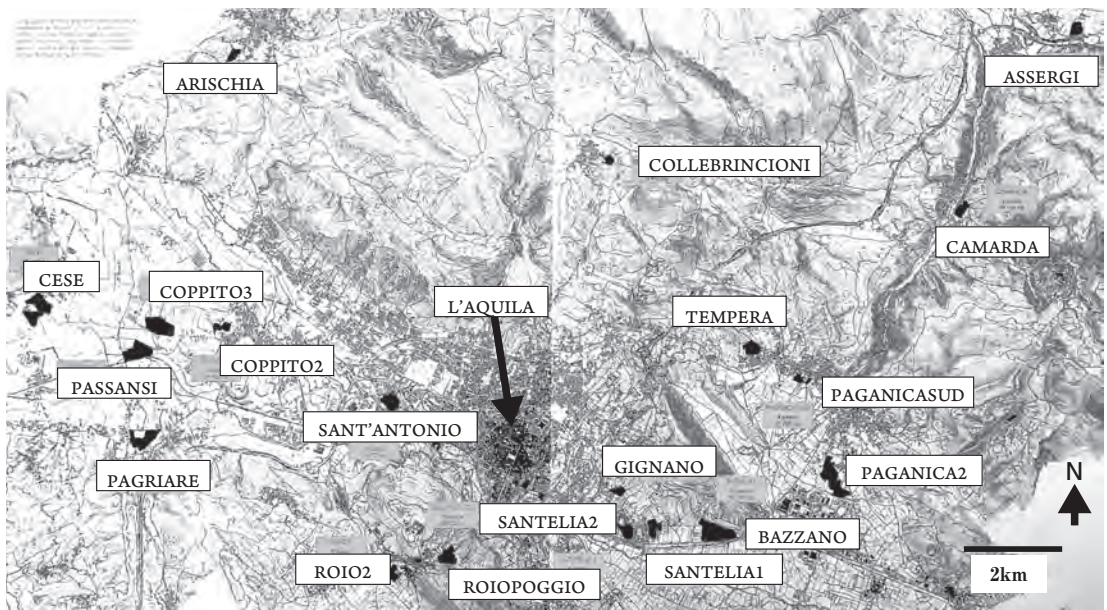 ARISCHIA
ASSERGI
COLLEBRINCIONI
CAMARDA
CESE
COPPITO3
L'AQUILA
TEMPERA
COPPITO2
PASSANSI
PAGANICASUD
SANT'ANTONIO
GIGNANO
PAGANICA2
N
PAGRIARE
SANTELIA2
BAZZANO
ROIO2
ROIOPOGGIO
SANTELIA1
2km